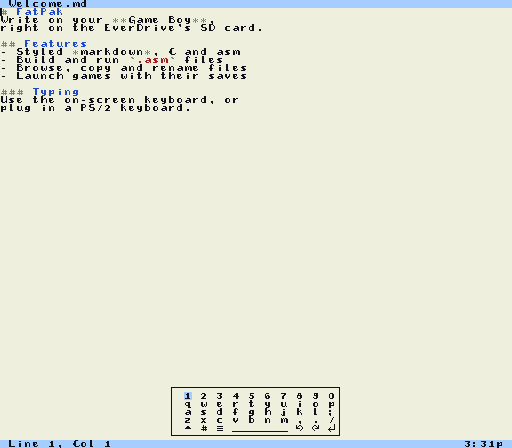 Welcome.md
# FatPak
Write on your **Game Boy**,
right on the EverDrive's SD card.
## Features
- Styled *markdown*, C and asm
- Build and run `.asm` files
- Browse, copy and rename files
- Launch games with their saves
### Typing
Use the on-screen keyboard, or
plug in a PS/2 keyboard.
1 2 3 4 5 6 7 8 9 0
q w e r t y u i o p
a s d f g h j k l ;
z x c v b n m , . /
#
Line 1, Col 1
3:31p